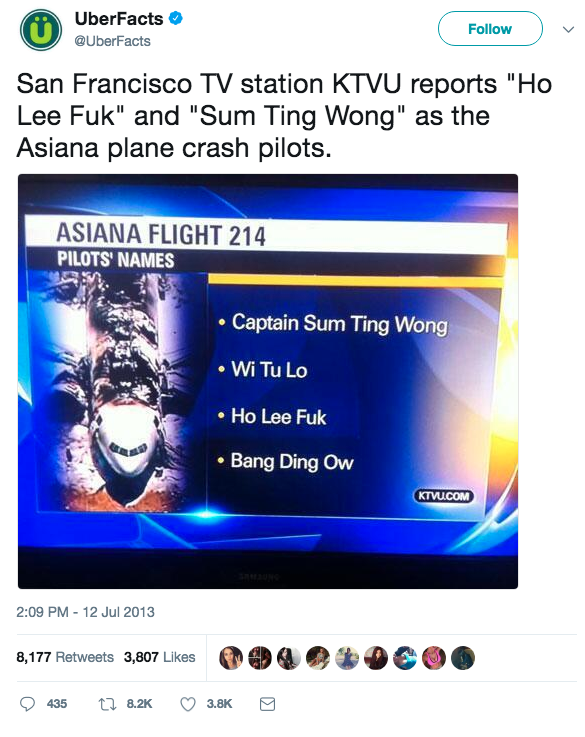 UberFacts
@UberFacts
Follow
San Francisco TV station KTVU reports "Ho
Lee Fuk" and "Sum Ting Wong" as the
Asiana plane crash pilots.
ASIANA FLIGHT 214
PILOTS' NAMES
• Captain Sum Ting Wong
• Wi Tu Lo
• Ho Lee Fuk
• Bang Ding Ow
KTVU.COM
SAMSUNG
2:09 PM - 12 Jul 2013
8,177 Retweets 3,807 Likes
435 8.2K 3.8K